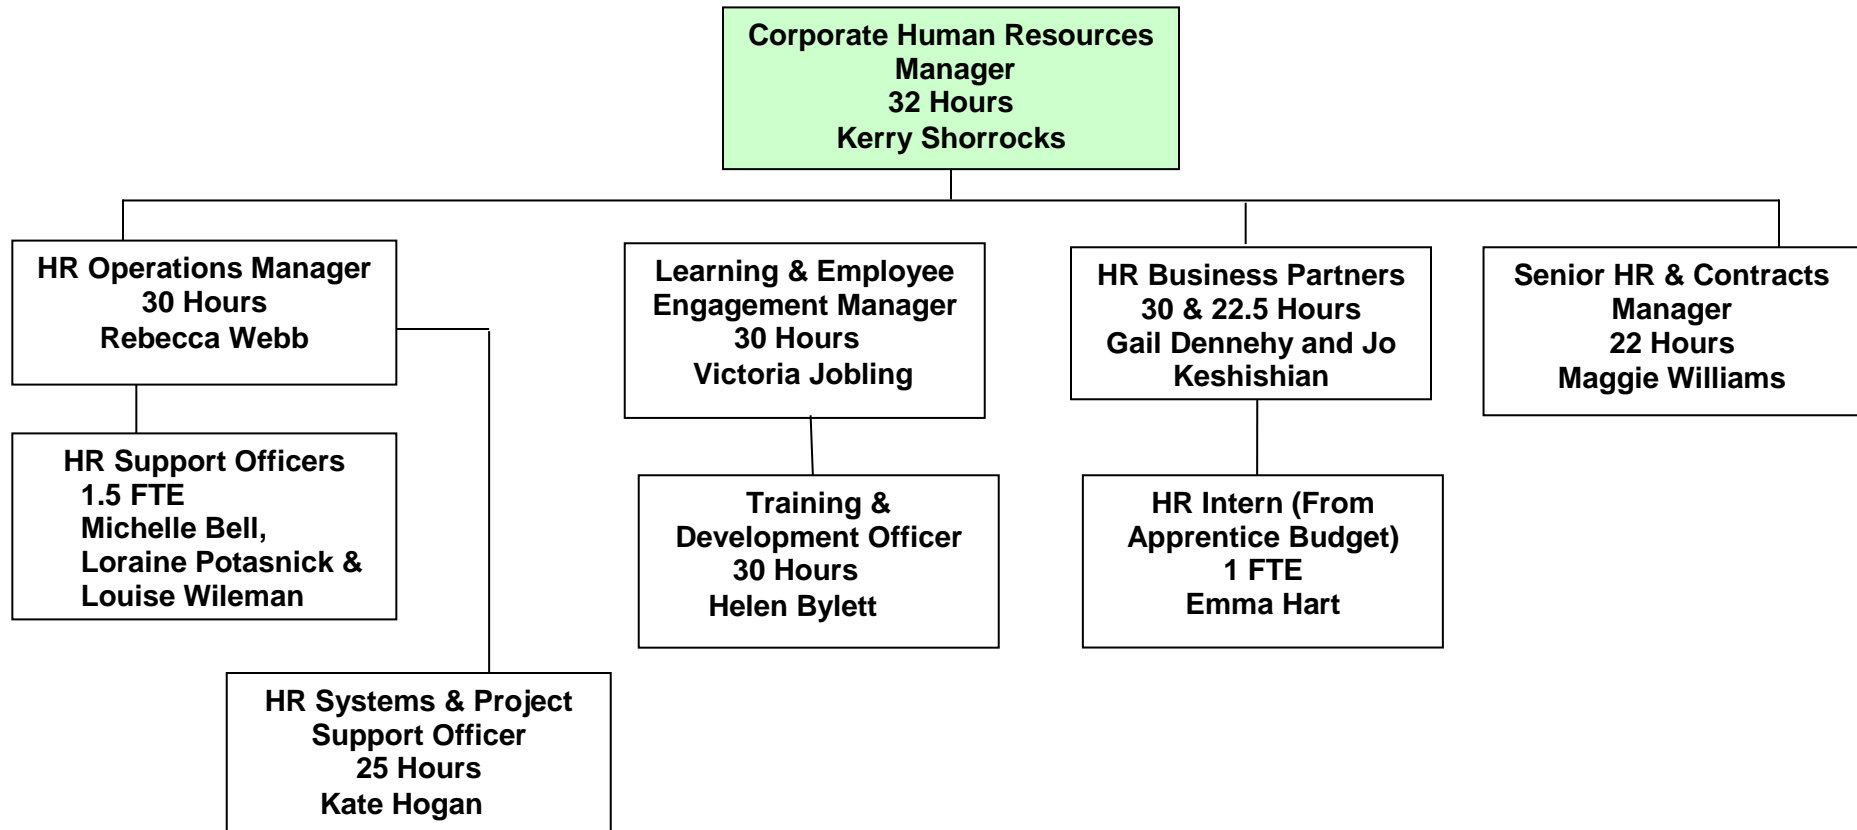 Corporate Human Resources
Manager
32 Hours
Kerry Shorrocks
HR Operations Manager
30 Hours
Rebecca Webb
Learning & Employee
Engagement Manager
30 Hours
Victoria Jobling
HR Business Partners
30 & 22.5 Hours
Gail Dennehy and Jo
Keshishian
Senior HR & Contracts
Manager
22 Hours
Maggie Williams
HR Support Officers
1.5 FTE
Michelle Bell,
Loraine Potasnick &
Louise Wileman
Training &
Development Officer
30 Hours
Helen Bylett
HR Intern (From
Apprentice Budget)
1 FTE
Emma Hart
HR Systems & Project
Support Officer
25 Hours
Kate Hogan